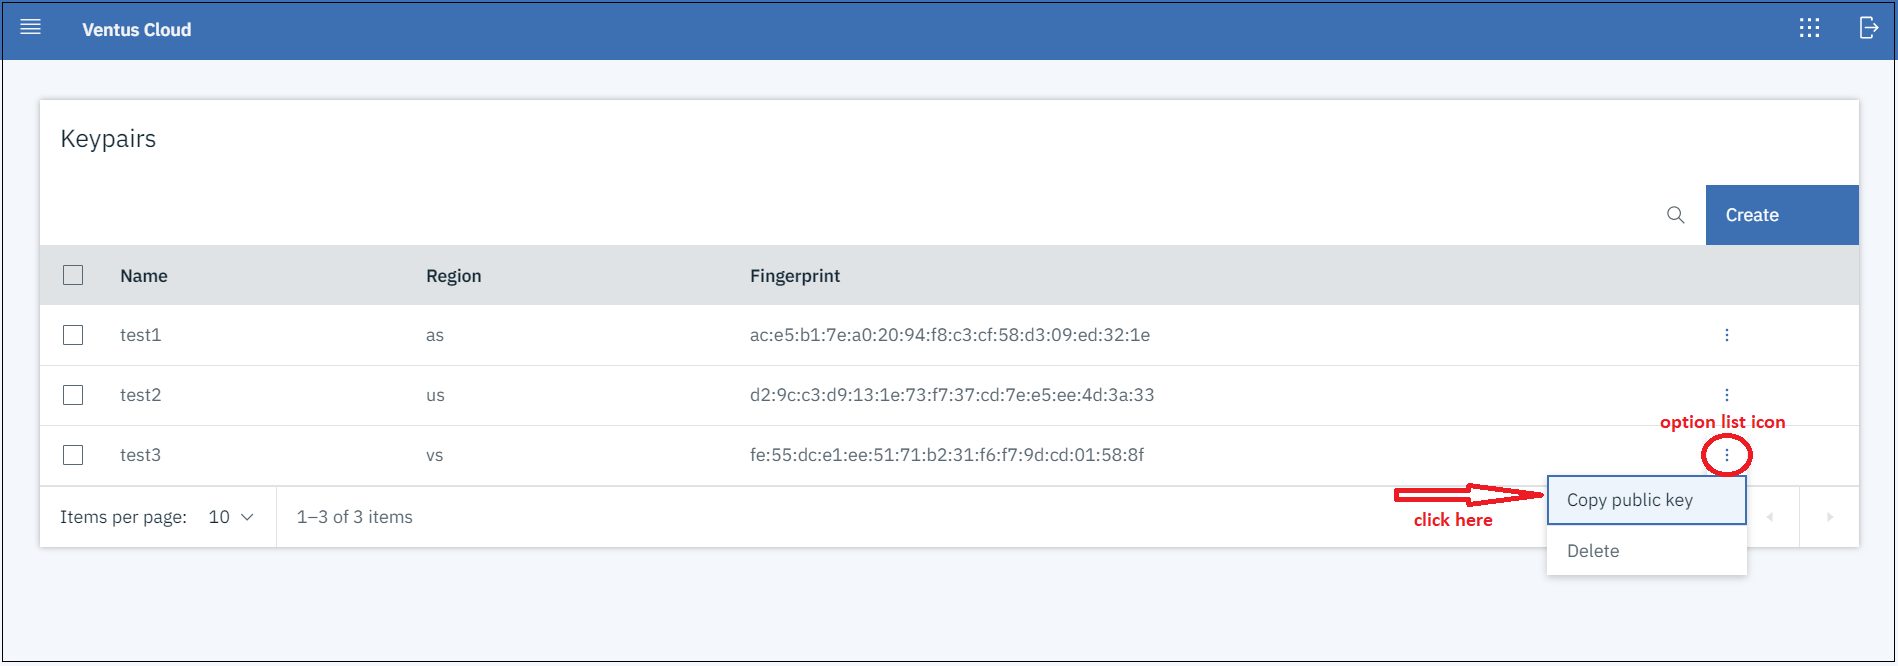 Ventus Cloud
Keypairs
Create
Name Region Fingerprint
test1 as ac:e5:b1:7e:a0:20:94:f8:c3:cf:58:d3:09:ed:32:1e
test2 us d2:9c:c3:d9:13:1e:73:f7:37:cd:7e:e5:ee:4d:3a:33
option list icon
test3 vs fe:55:dc:e1:ee:51:71:b2:31:f6:f7:9d:cd:01:58:8f
Copy public key
click here
Items per page: 10 1–3 of 3 items
Delete